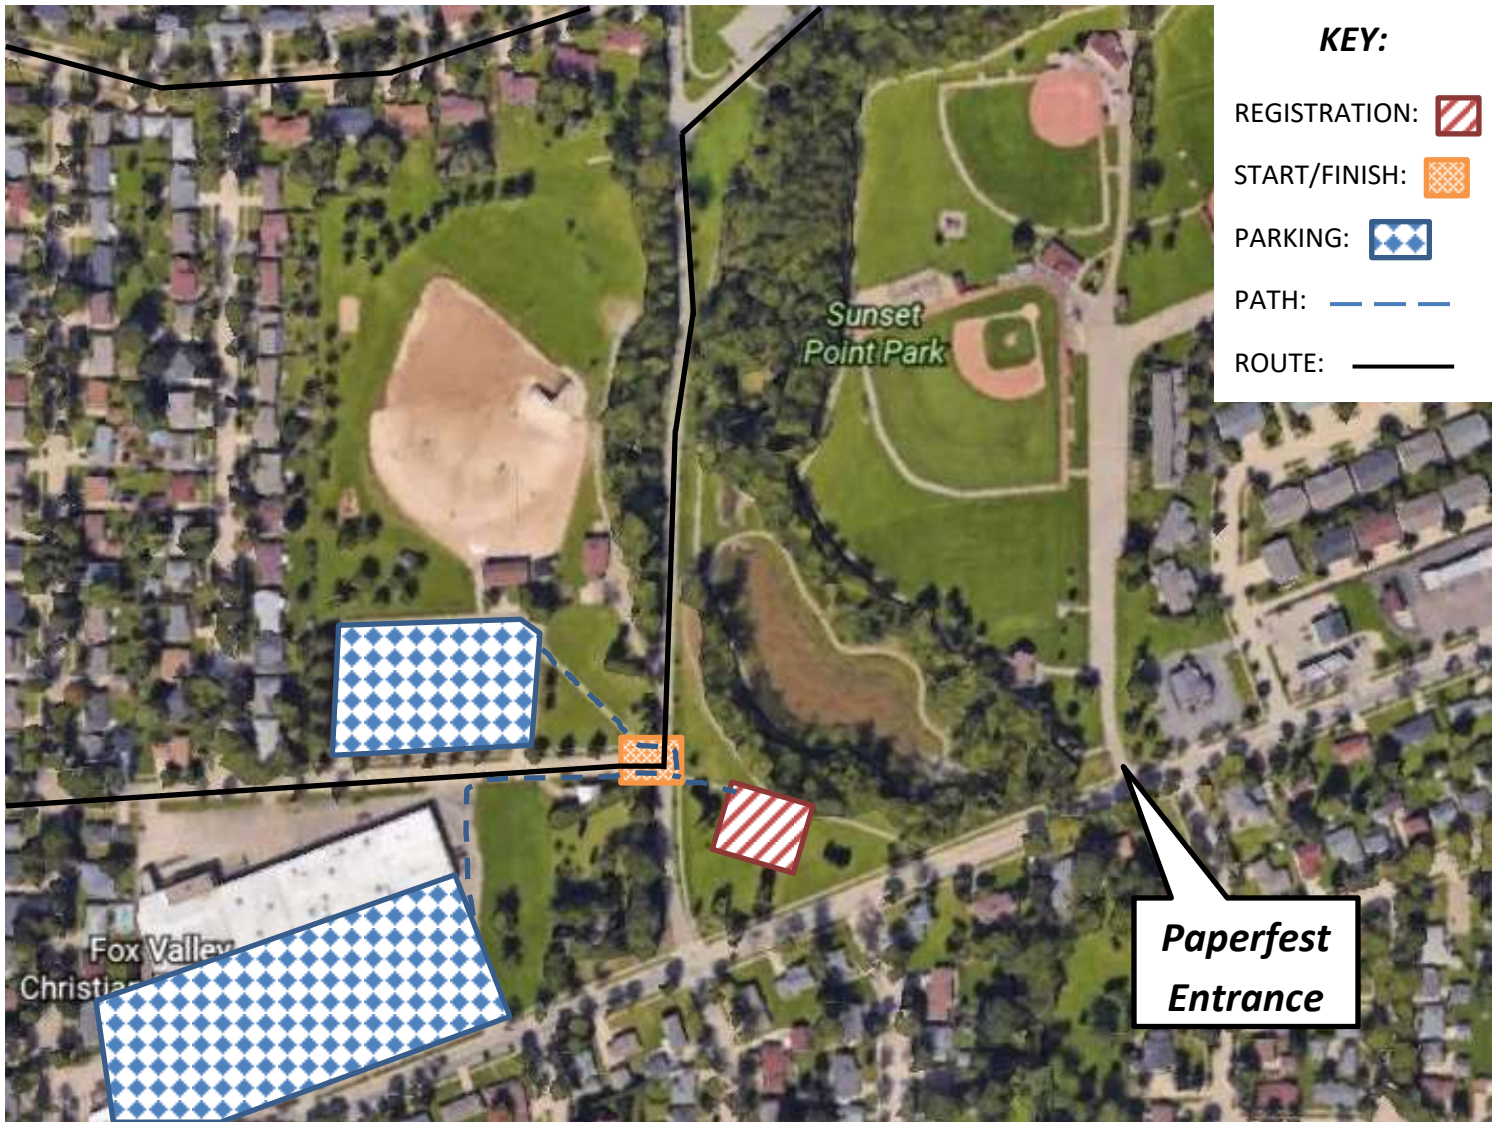 KEY:
REGISTRATION:
START/FINISH:
PARKING:
PATH:
ROUTE:
Sunset
Point Park
Fox Valley
Paperfest
Entrance